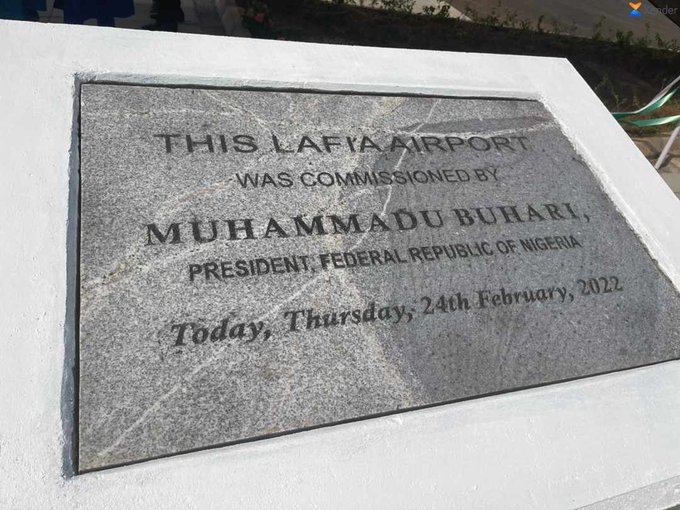 THIS LAFIA AIRPORT
WAS COMMISSIONED BY
MUHAMMADU BUHARI,
PRESIDENT, FEDERAL REPUBLIC OF NIGERIA
Today, Thursday, 24th February, 2022